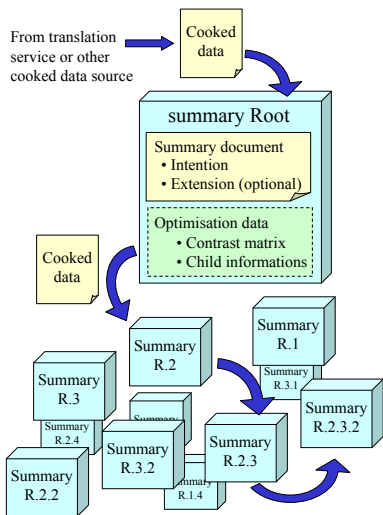 From translation
service or other
cooked data source
Cooked
data
summary Root
Summary document
• Intention
• Extension (optional)
Optimisation data
• Contrast matrix
• Child informations
Cooked
data
Summary
R.1
Summary
R.2
Summary
R.3
Summary
R.3.1
Summary
R.2.3.2
Summary
Summary
R.2.4
Summary
R.3.2
Summary
R.2.3
Summary
R.2.2
R.1.4